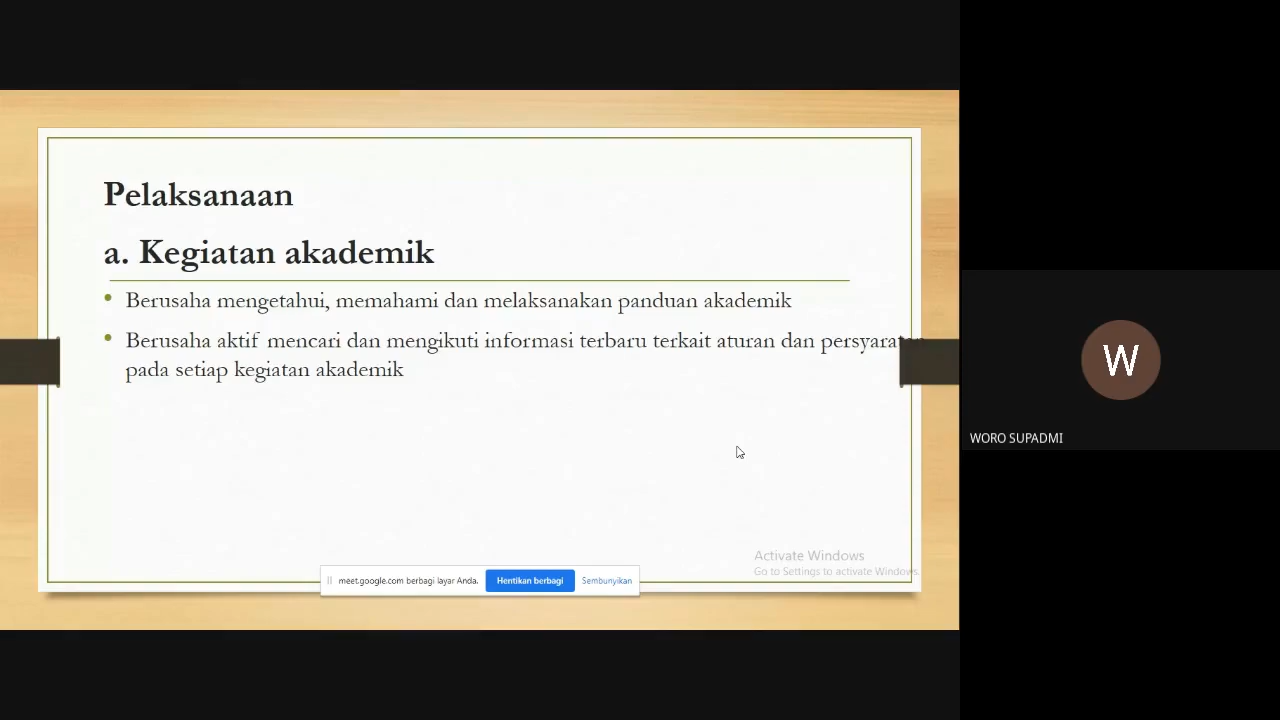 Pelaksanaan
a. Kegiatan akademik
Berusaha mengetahui, memahami dan melaksanakan panduan akademik
Berusaha aktif mencari dan mengikuti informasi terbaru terkait aturan dan persyaratan
pada setiap kegiatan akademik
W
WORO SUPADMI
Activate Windows
Go to Settings to activate Windows.
meet.google.com berbagi layar Anda.
Hentikan berbagi
Sembunyikan